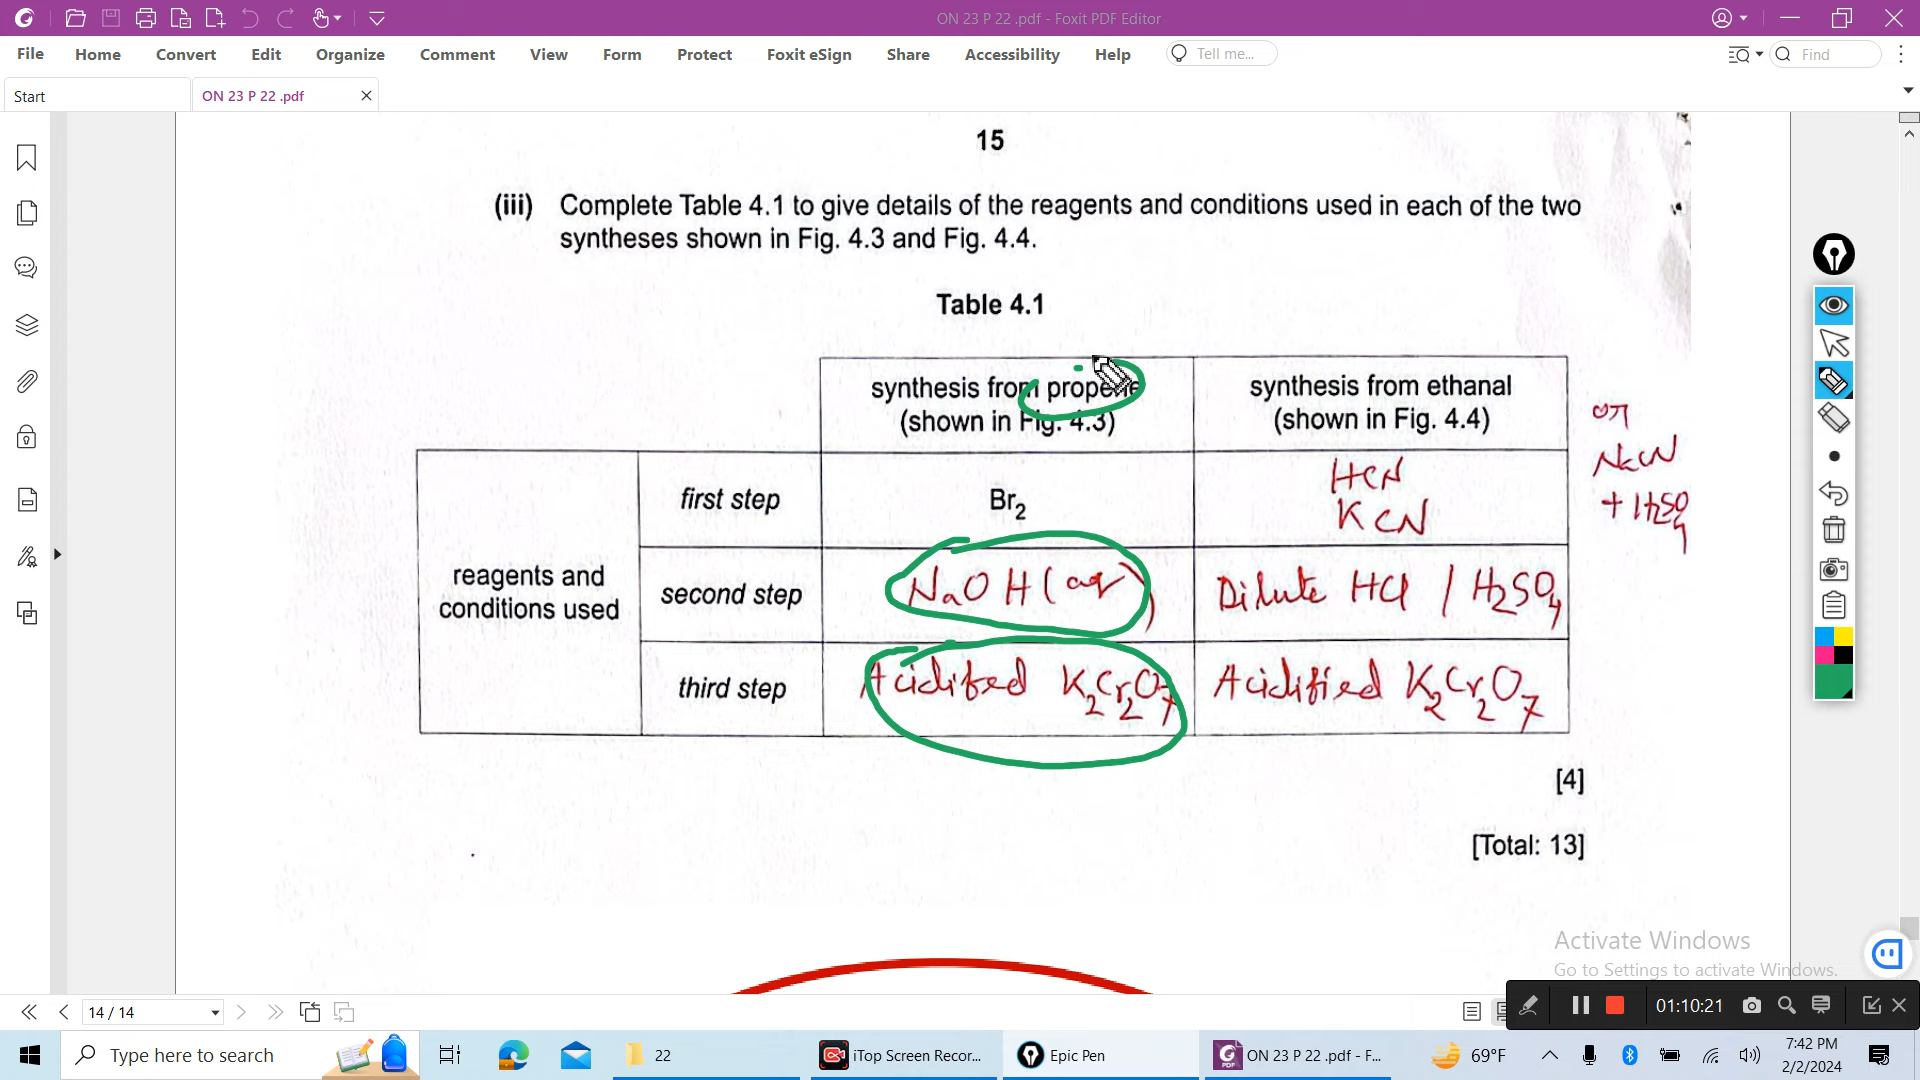 ON 23 P 22 .pdf - Foxit PDF Editor
File Home Convert Edit Organize Comment View Form Protect Foxit eSign Share Accessibility Help Tell me... Find
Start ON 23 P 22 .pdf
15
(iii) Complete Table 4.1 to give details of the reagents and conditions used in each of the two
syntheses shown in Fig. 4.3 and Fig. 4.4.
Table 4.1
synthesis from propene
(shown in Fig. 4.3)
synthesis from ethanal
(shown in Fig. 4.4)
reagents and
conditions used
first step
Br2
HCN
KCN
or
NaCN
+ H2SO4
second step
NaOH(aq)
Dilute HCl / H2SO4
third step
Acidified K2Cr2O7
Acidified K2Cr2O7
[4]
[Total: 13]
Activate Windows
Go to Settings to activate Windows.
14 / 14
01:10:21
Type here to search
22
iTop Screen Recor...
Epic Pen
PDF
ON 23 P 22 .pdf - F...
69°F
7:42 PM
2/2/2024